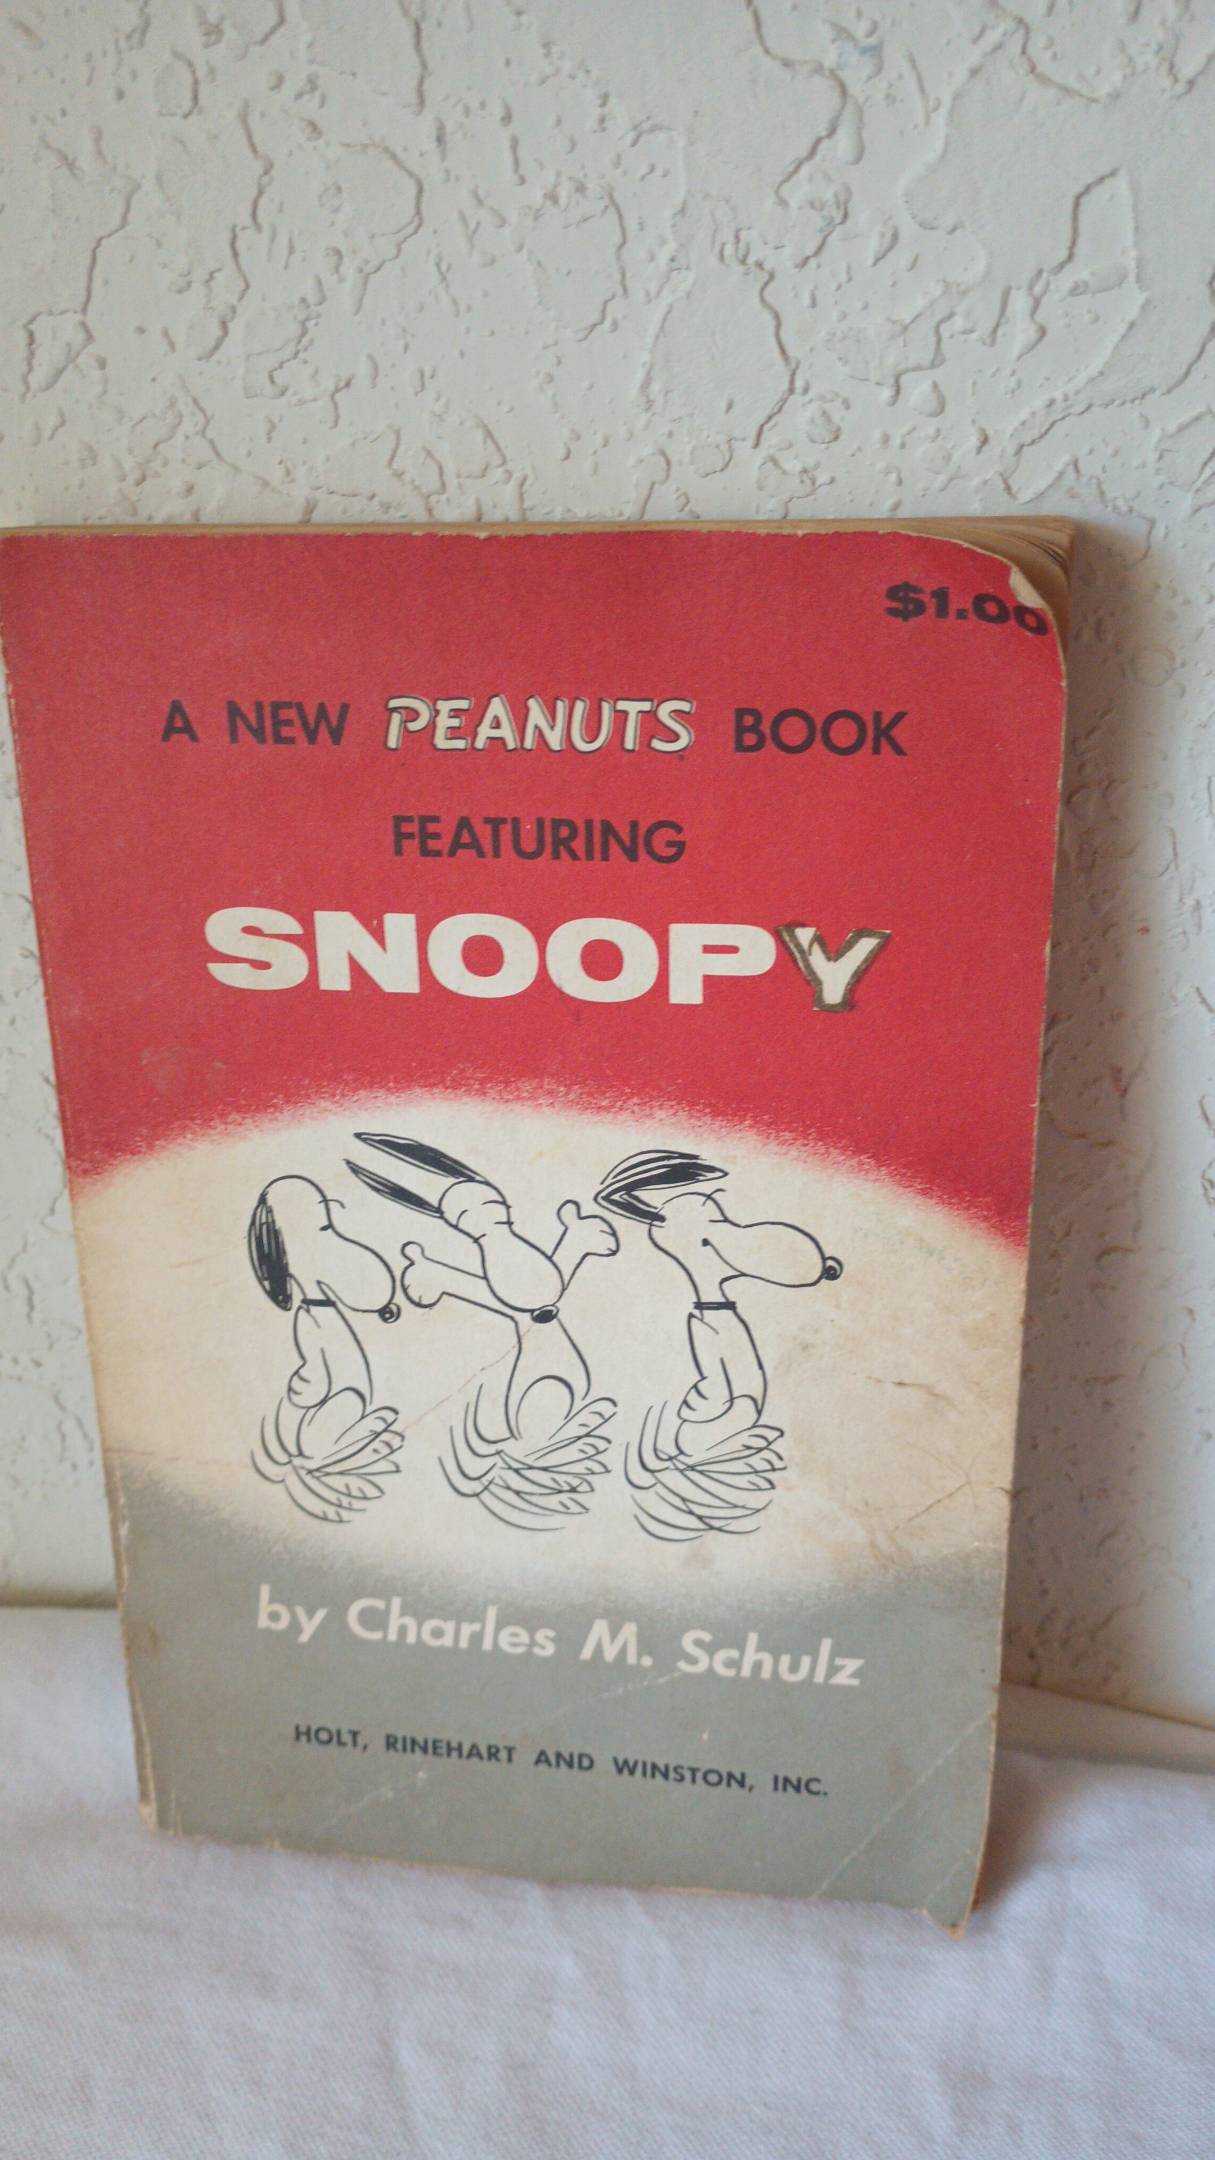 $1.00
A NEW PEANUTS BOOK
FEATURING
SNOOPY
by Charles M. Schulz
HOLT, RINEHART AND WINSTON, INC.